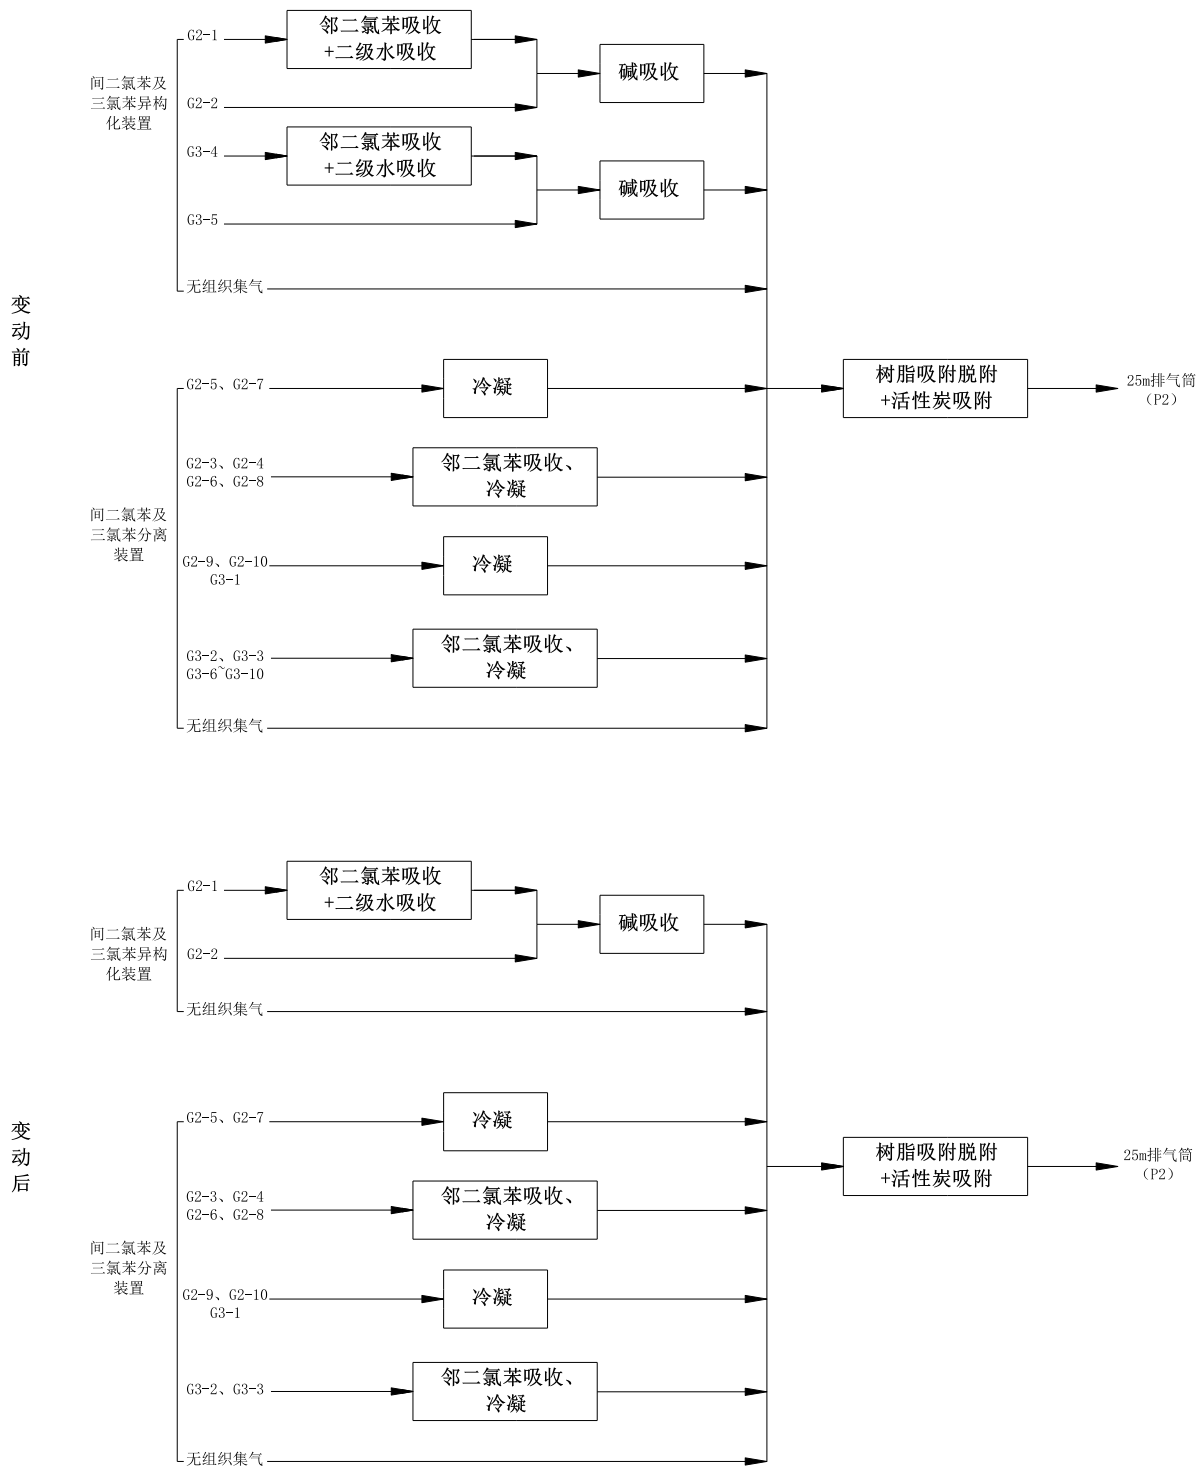 变
动
前
间二氯苯及
三氯苯异构
化装置
G2-1
邻二氯苯吸收
+二级水吸收
碱吸收
G2-2
G3-4
邻二氯苯吸收
+二级水吸收
碱吸收
G3-5
无组织集气
间二氯苯及
三氯苯分离
装置
G2-5、G2-7
冷凝
G2-3、G2-4
G2-6、G2-8
邻二氯苯吸收、
冷凝
G2-9、G2-10
G3-1
冷凝
G3-2、G3-3
G3-6~G3-10
邻二氯苯吸收、
冷凝
无组织集气
树脂吸附脱附
+活性炭吸附
25m排气筒
（P2）
变
动
后
间二氯苯及
三氯苯异构
化装置
G2-1
邻二氯苯吸收
+二级水吸收
碱吸收
G2-2
无组织集气
间二氯苯及
三氯苯分离
装置
G2-5、G2-7
冷凝
G2-3、G2-4
G2-6、G2-8
邻二氯苯吸收、
冷凝
G2-9、G2-10
G3-1
冷凝
G3-2、G3-3
邻二氯苯吸收、
冷凝
无组织集气
树脂吸附脱附
+活性炭吸附
25m排气筒
（P2）